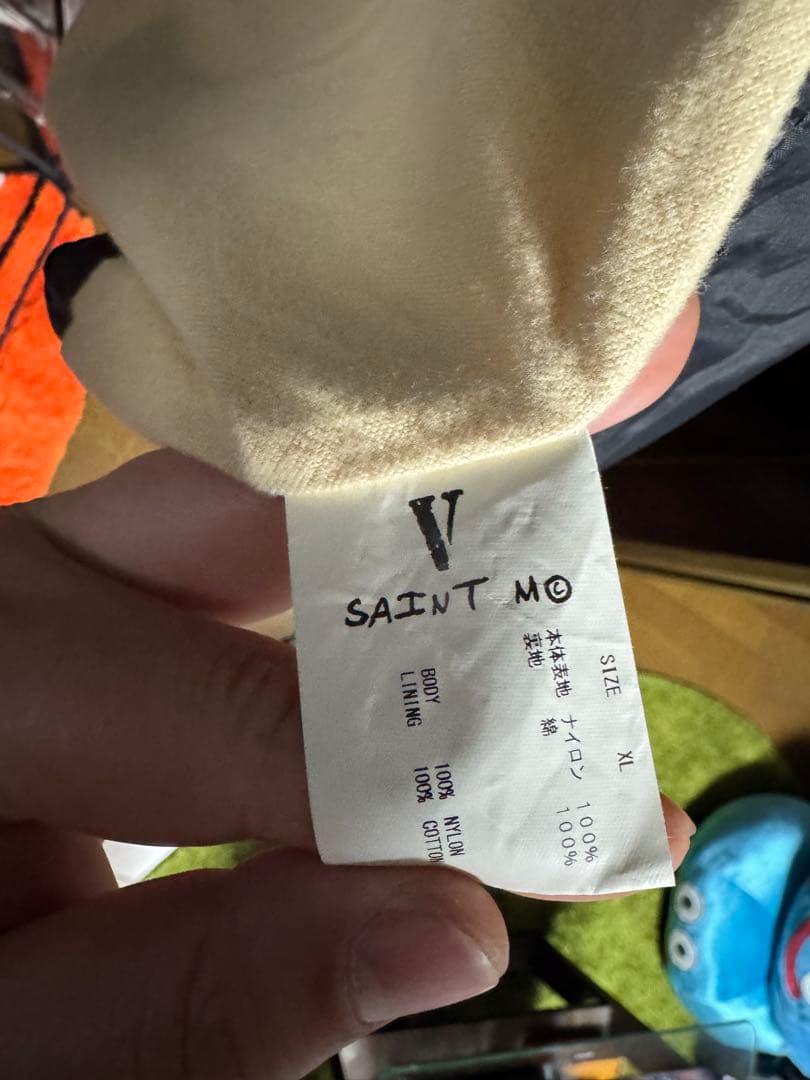 V
SAINT M©
SIZE XL
本体表地 ナイロン 100%
裏地 綿 100%
BODY 100% NYLON
LINING 100% COTTON